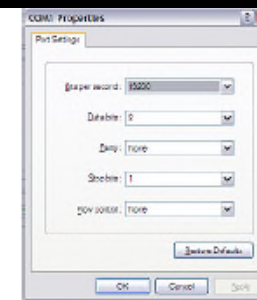 COM1 Properties
Port Settings
Bits per second:
Data bits: 8
Parity: None
Stop bits: 1
Flow control: None
Restore Defaults
OK Cancel Apply